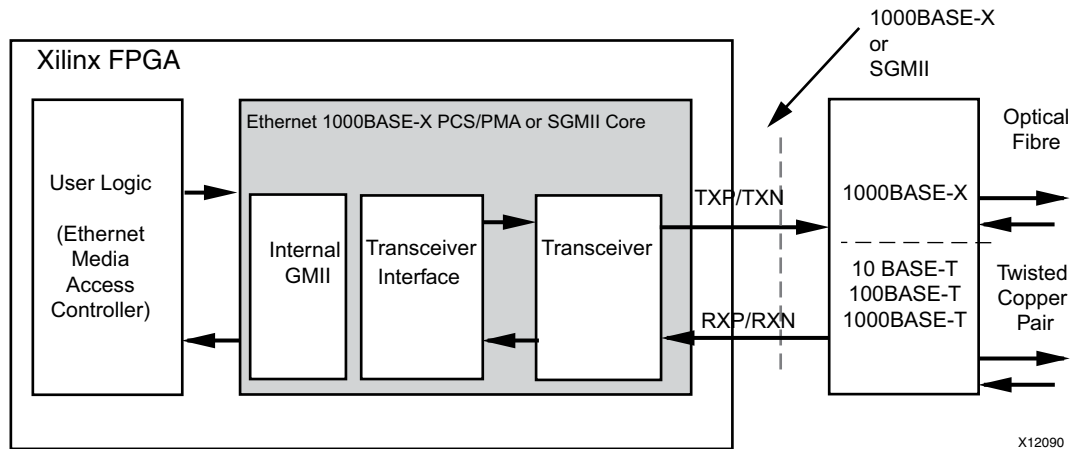 1000BASE-X
or
SGMII
Xilinx FPGA
Ethernet 1000BASE-X PCS/PMA or SGMII Core
Optical
Fibre
User Logic
(Ethernet
Media
Access
Controller)
Internal
GMII
Transceiver
Interface
Transceiver
TXP/TXN
RXP/RXN
1000BASE-X
10 BASE-T
100BASE-T
1000BASE-T
Twisted
Copper
Pair
X12090